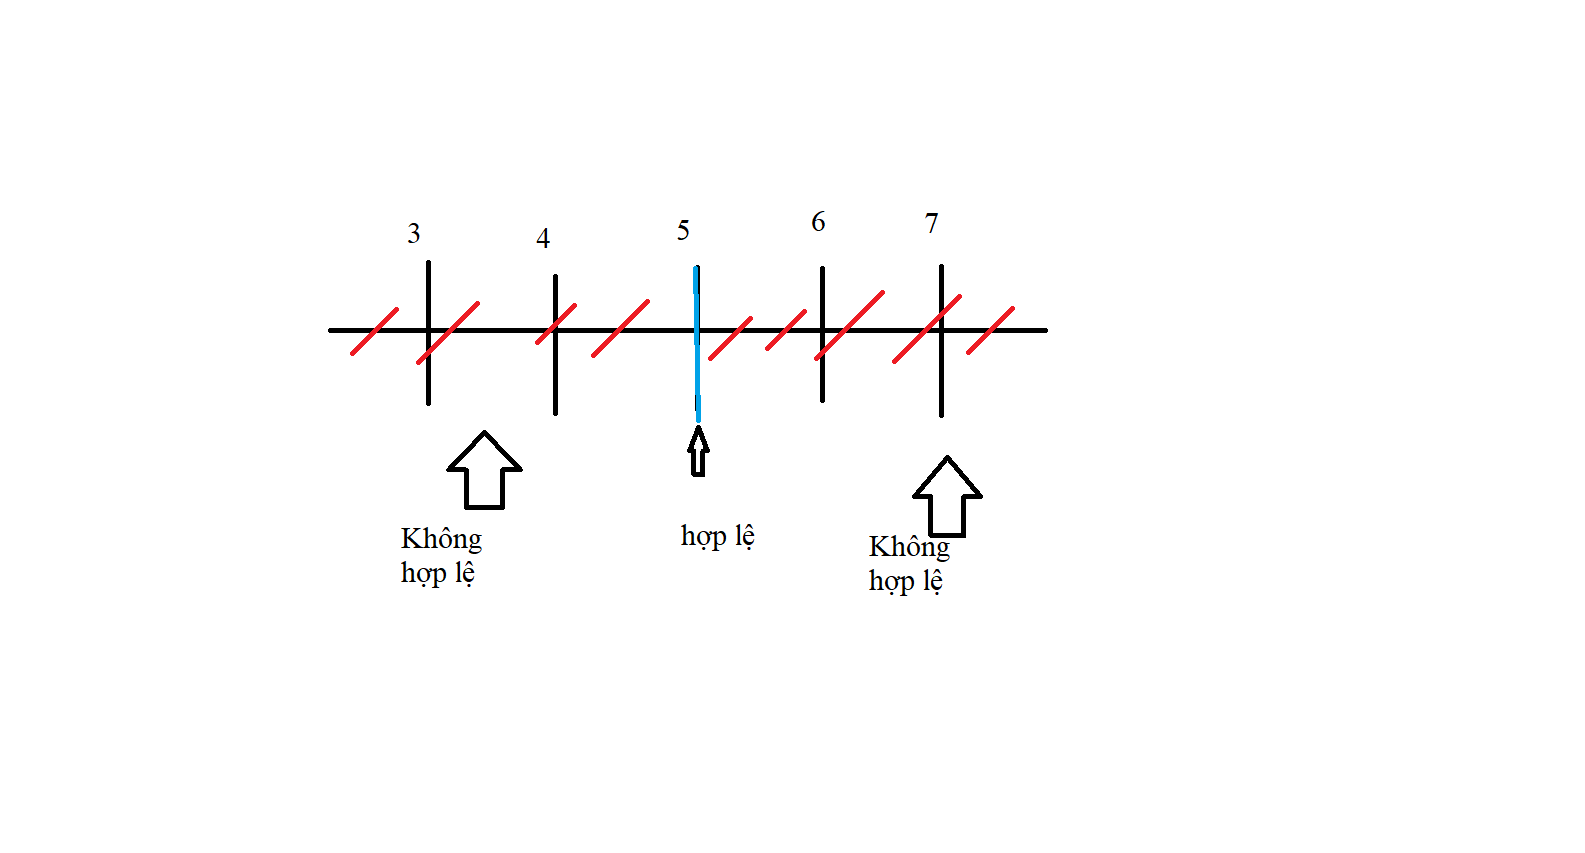 3
4
5
6
7
Không
hợp lệ
hợp lệ
Không
hợp lệ